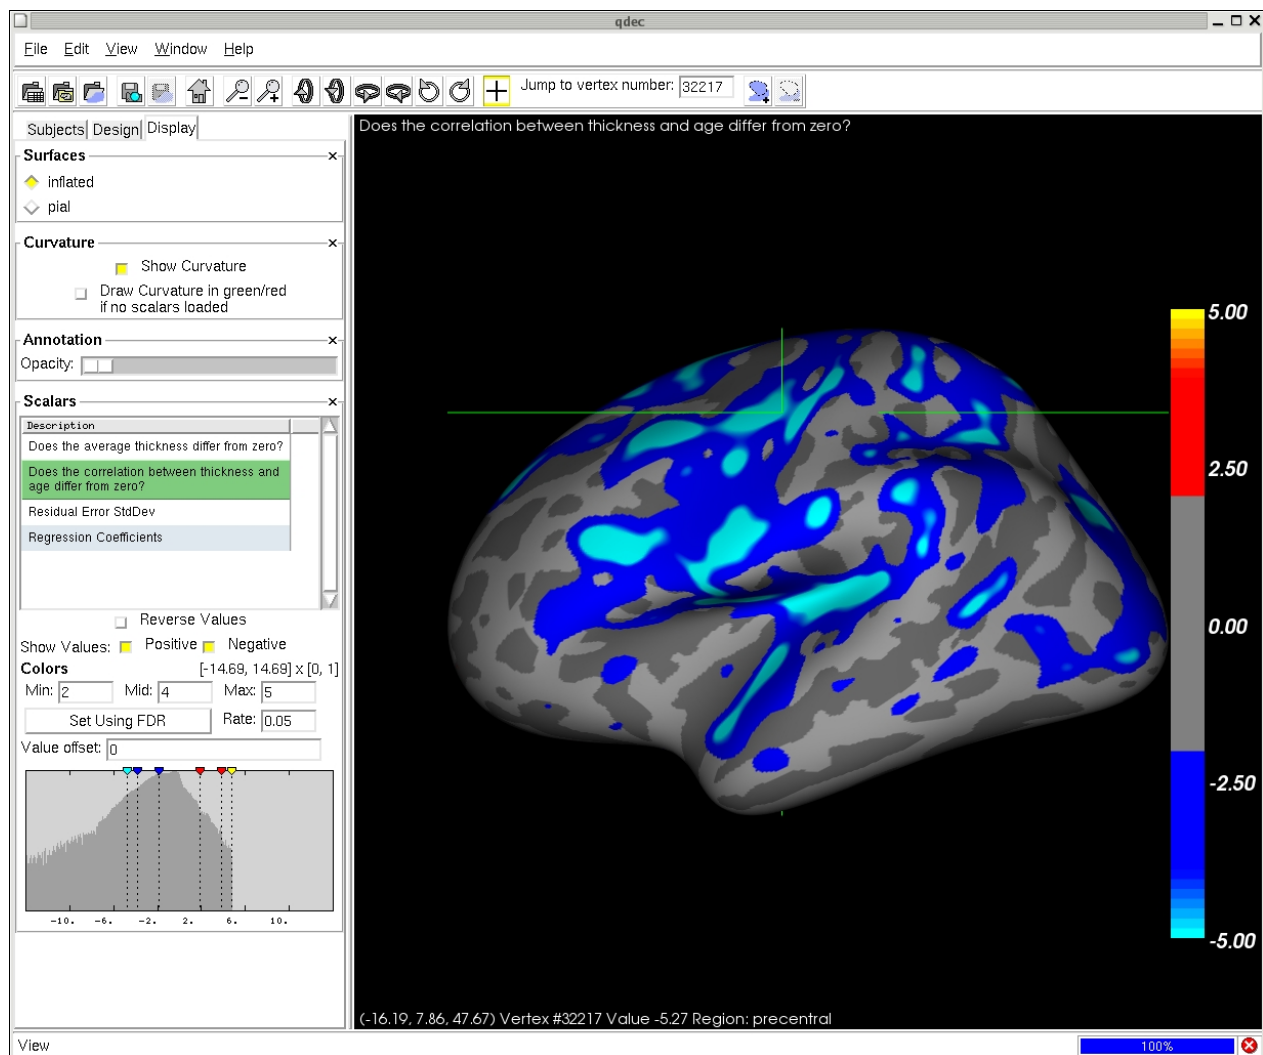 qdec
File Edit View Window Help
Jump to vertex number: 32217
Subjects Design Display
Does the correlation between thickness and age differ from zero?
Surfaces
inflated
pial
Curvature
Show Curvature
Draw Curvature in green/red
if no scalars loaded
Annotation
Opacity:
Scalars
Description
Does the average thickness differ from zero?
Does the correlation between thickness and
age differ from zero?
Residual Error StdDev
Regression Coefficients
Reverse Values
Show Values: Positive Negative
Colors [-14.69, 14.69] x [0, 1]
Min: 2 Mid: 4 Max: 5
Set Using FDR Rate: 0.05
Value offset: 0
-10. -6. -2. 2. 6. 10.
5.00
2.50
0.00
-2.50
-5.00
(-16.19, 7.86, 47.67) Vertex #32217 Value -5.27 Region: precentral
View 100%